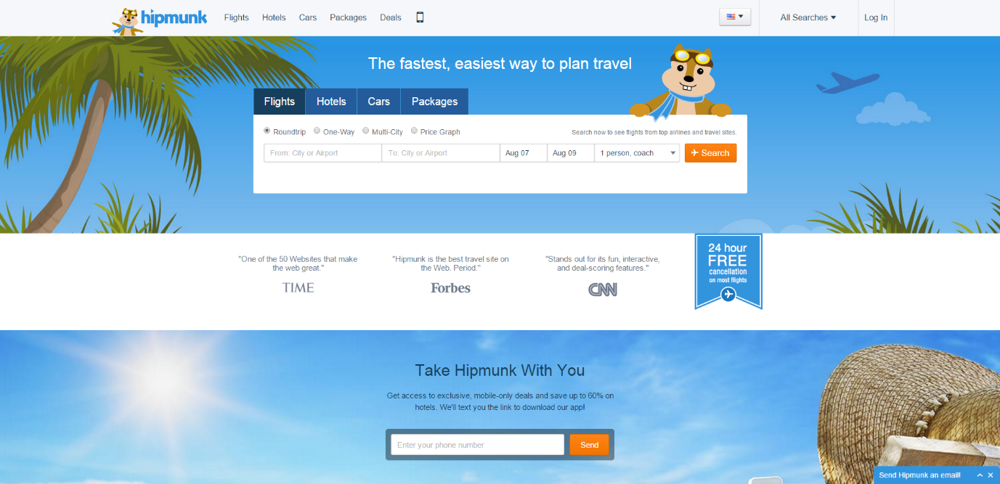 hipmunk
Flights
Hotels
Cars
Packages
Deals
All Searches
Log In
The fastest, easiest way to plan travel
Flights
Hotels
Cars
Packages
Roundtrip
One-Way
Multi-City
Price Graph
Search now to see flights from top airlines and travel sites.
From: City or Airport
To: City or Airport
Aug 07
Aug 09
1 person, coach
Search
"One of the 50 Websites that make
the web great."
TIME
"Hipmunk is the best travel site on
the Web. Period."
Forbes
"Stands out for its fun, interactive,
and deal-scoring features."
CNN
24 hour
FREE
cancellation
on most flights
Take Hipmunk With You
Get access to exclusive, mobile-only deals and save up to 60% on
hotels. We'll text you the link to download our app!
Enter your phone number
Send
Send Hipmunk an email!